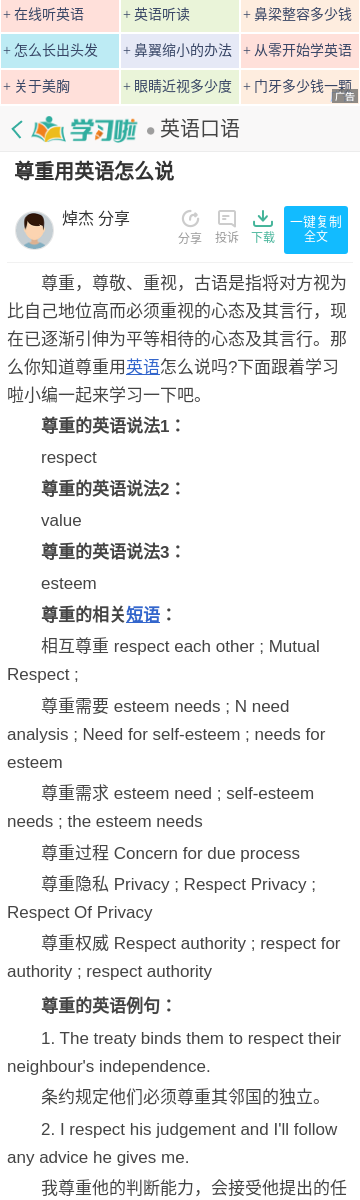 + 在线听英语
+ 英语听读
+ 鼻梁整容多少钱
+ 怎么长出头发
+ 鼻翼缩小的办法
+ 从零开始学英语
+ 关于美胸
+ 眼睛近视多少度
+ 门牙多少钱一颗
广告
学习啦
英语口语
尊重用英语怎么说
焯杰 分享
分享
投诉
下载
一键复制
全文
尊重，尊敬、重视，古语是指将对方视为
比自己地位高而必须重视的心态及其言行，现
在已逐渐引伸为平等相待的心态及其言行。那
么你知道尊重用英语怎么说吗?下面跟着学习
啦小编一起来学习一下吧。
尊重的英语说法1：
respect
尊重的英语说法2：
value
尊重的英语说法3：
esteem
尊重的相关短语：
相互尊重 respect each other ; Mutual
Respect ;
尊重需要 esteem needs ; N need
analysis ; Need for self-esteem ; needs for
esteem
尊重需求 esteem need ; self-esteem
needs ; the esteem needs
尊重过程 Concern for due process
尊重隐私 Privacy ; Respect Privacy ;
Respect Of Privacy
尊重权威 Respect authority ; respect for
authority ; respect authority
尊重的英语例句：
1. The treaty binds them to respect their
neighbour's independence.
条约规定他们必须尊重其邻国的独立。
2. I respect his judgement and I'll follow
any advice he gives me.
我尊重他的判断能力，会接受他提出的任